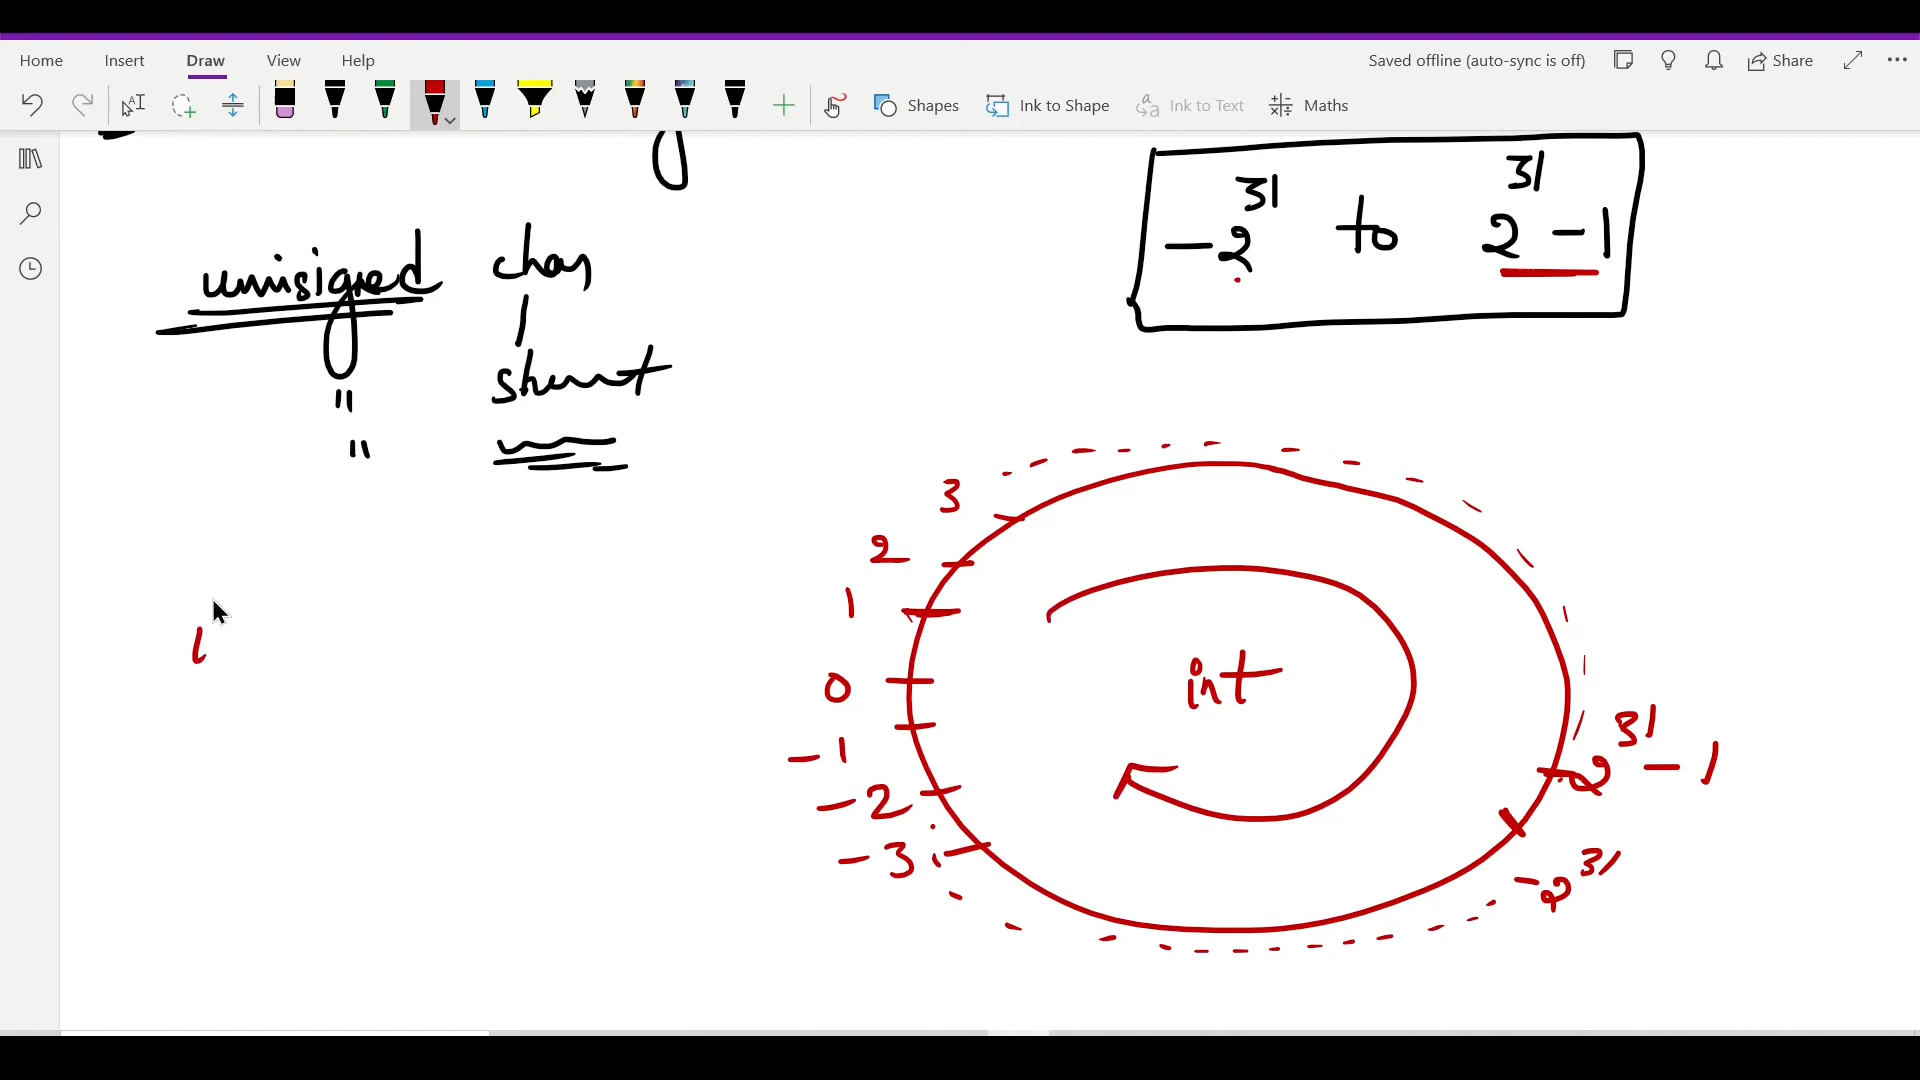 Home Insert Draw View Help Saved offline (auto-sync is off) Share
Shapes Ink to Shape Ink to Text Maths
-2^31 to 2^31 -1
unisigned char
" short
"
3
2
1
0
-1
-2
-3
int
2^31 - 1
-2^31